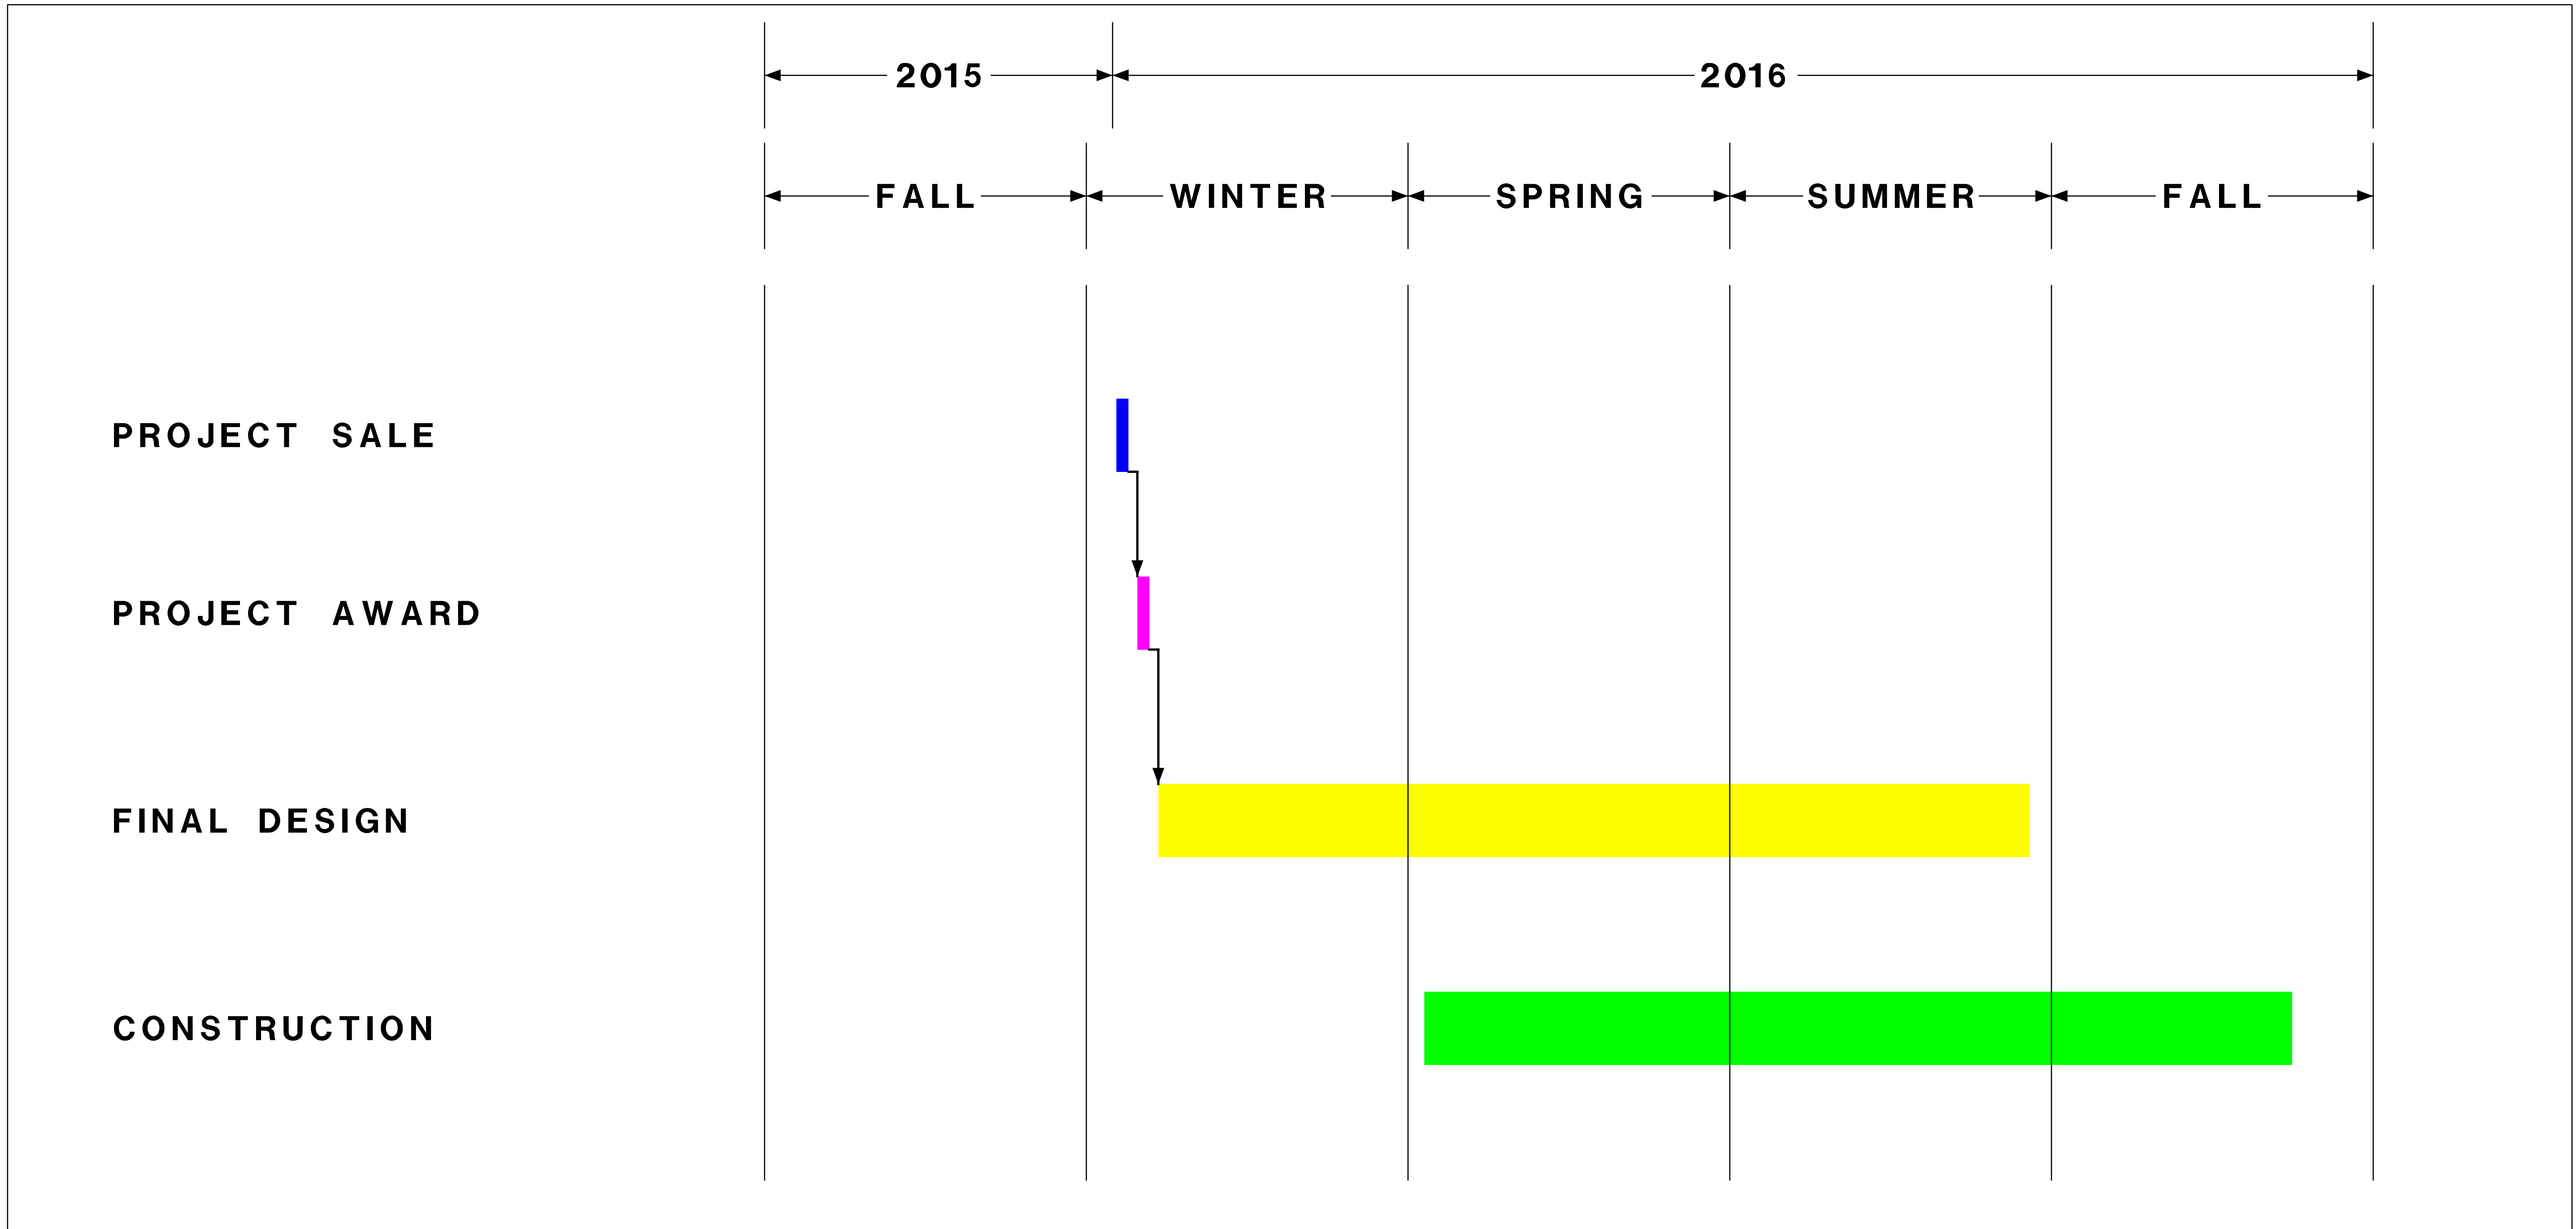 2015 2016
FALL WINTER SPRING SUMMER FALL
PROJECT SALE
PROJECT AWARD
FINAL DESIGN
CONSTRUCTION